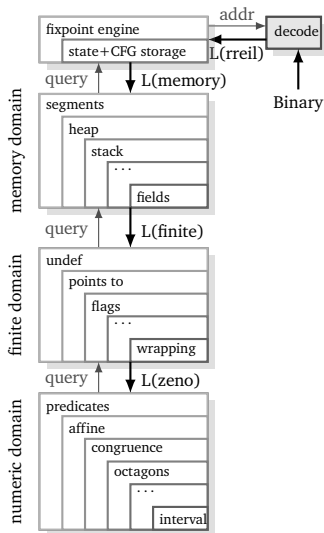 addr
fixpoint engine
decode
state+CFG storage
L(rreil)
query
L(memory)
Binary
memory domain
segments
heap
stack
...
fields
query
L(finite)
finite domain
undef
points to
flags
...
wrapping
query
L(zeno)
numeric domain
predicates
affine
congruence
octagons
...
interval